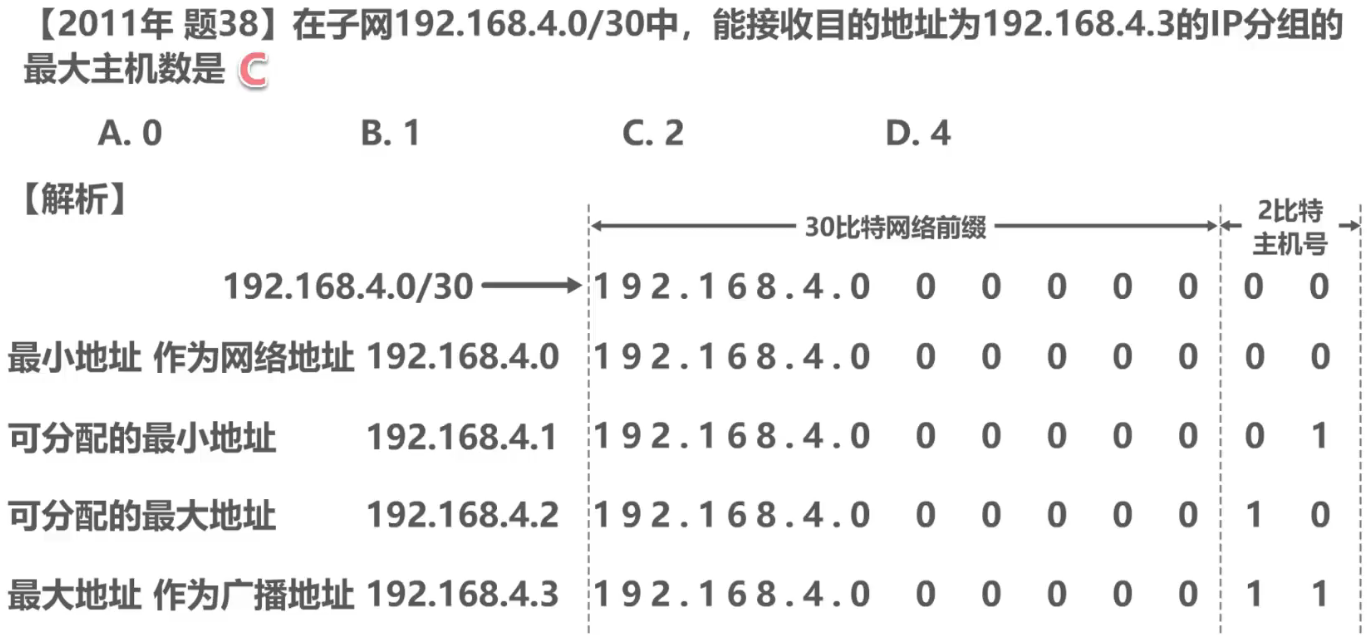 【2011年 题38】在子网192.168.4.0/30中，能接收目的地址为192.168.4.3的IP分组的
最大主机数是 C
A. 0 B. 1 C. 2 D. 4
【解析】
30比特网络前缀 2比特
主机号
192.168.4.0/30 192.168.4.0 0 0 0 0 0 0 0
最小地址 作为网络地址 192.168.4.0 192.168.4.0 0 0 0 0 0 0 0
可分配的最小地址 192.168.4.1 192.168.4.0 0 0 0 0 0 0 1
可分配的最大地址 192.168.4.2 192.168.4.0 0 0 0 0 0 1 0
最大地址 作为广播地址 192.168.4.3 192.168.4.0 0 0 0 0 0 1 1